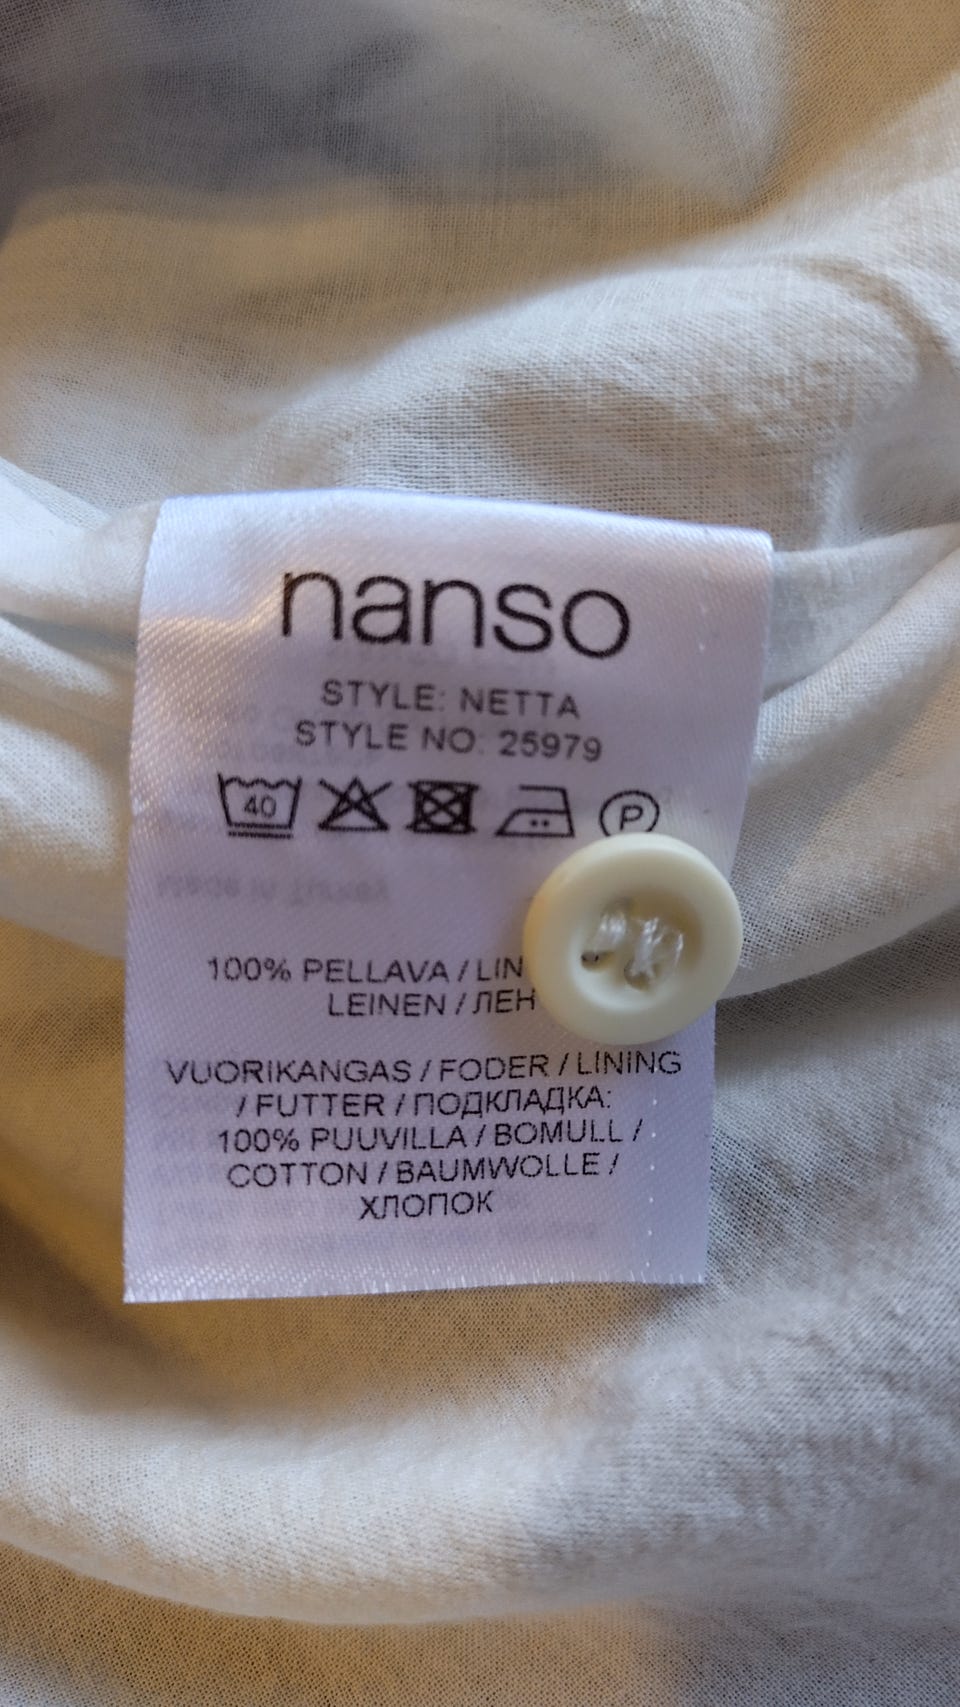 nanso
STYLE: NETTA
STYLE NO: 25979
40 P
100% PELLAVA / LIN
LEINEN / ЛЕН
VUORIKANGAS / FODER / LINING
/ FUTTER / ПОДКЛАДКА:
100% PUUVILLA / BOMULL /
COTTON / BAUMWOLLE /
ХЛОПОК